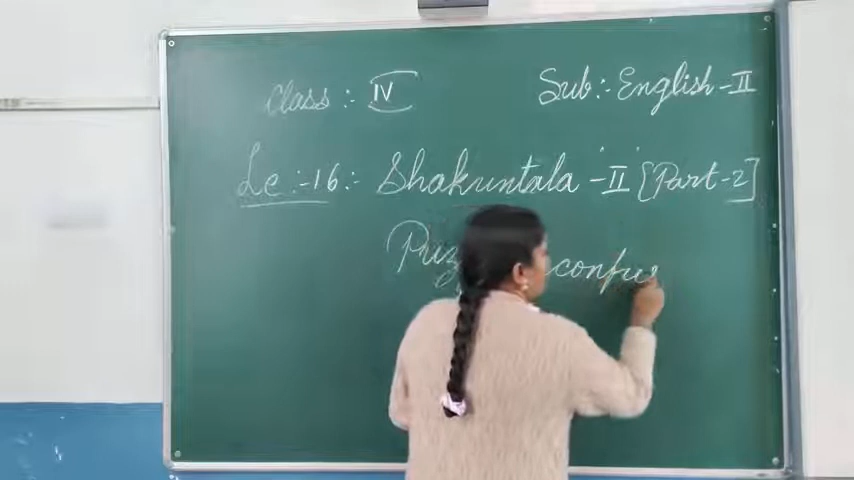 Class :- IV
Sub :- English - II
Le :- 16 :- Shakuntala - II [Part - 2]